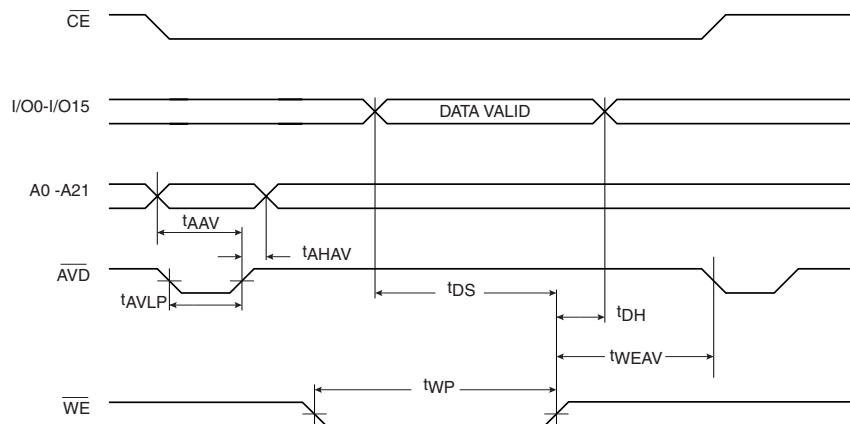 CE
I/O0-I/O15
DATA VALID
A0 -A21
tAAV
tAHAV
AVD
tAVLP
tDS
tDH
tWEAV
tWP
WE